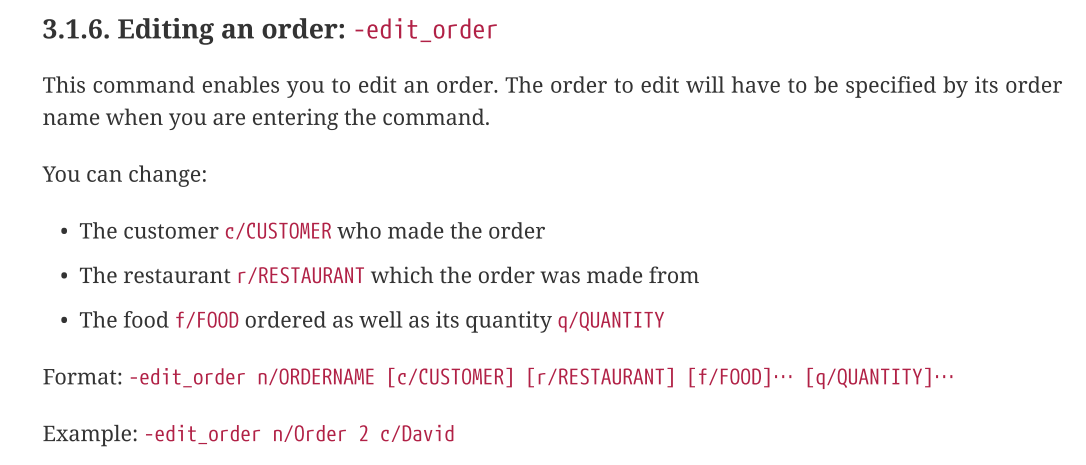 3.1.6. Editing an order: -edit_order
This command enables you to edit an order. The order to edit will have to be specified by its order
name when you are entering the command.
You can change:
• The customer c/CUSTOMER who made the order
• The restaurant r/RESTAURANT which the order was made from
• The food f/FOOD ordered as well as its quantity q/QUANTITY
Format: -edit_order n/ORDERNAME [c/CUSTOMER] [r/RESTAURANT] [f/FOOD]… [q/QUANTITY]…
Example: -edit_order n/Order 2 c/David